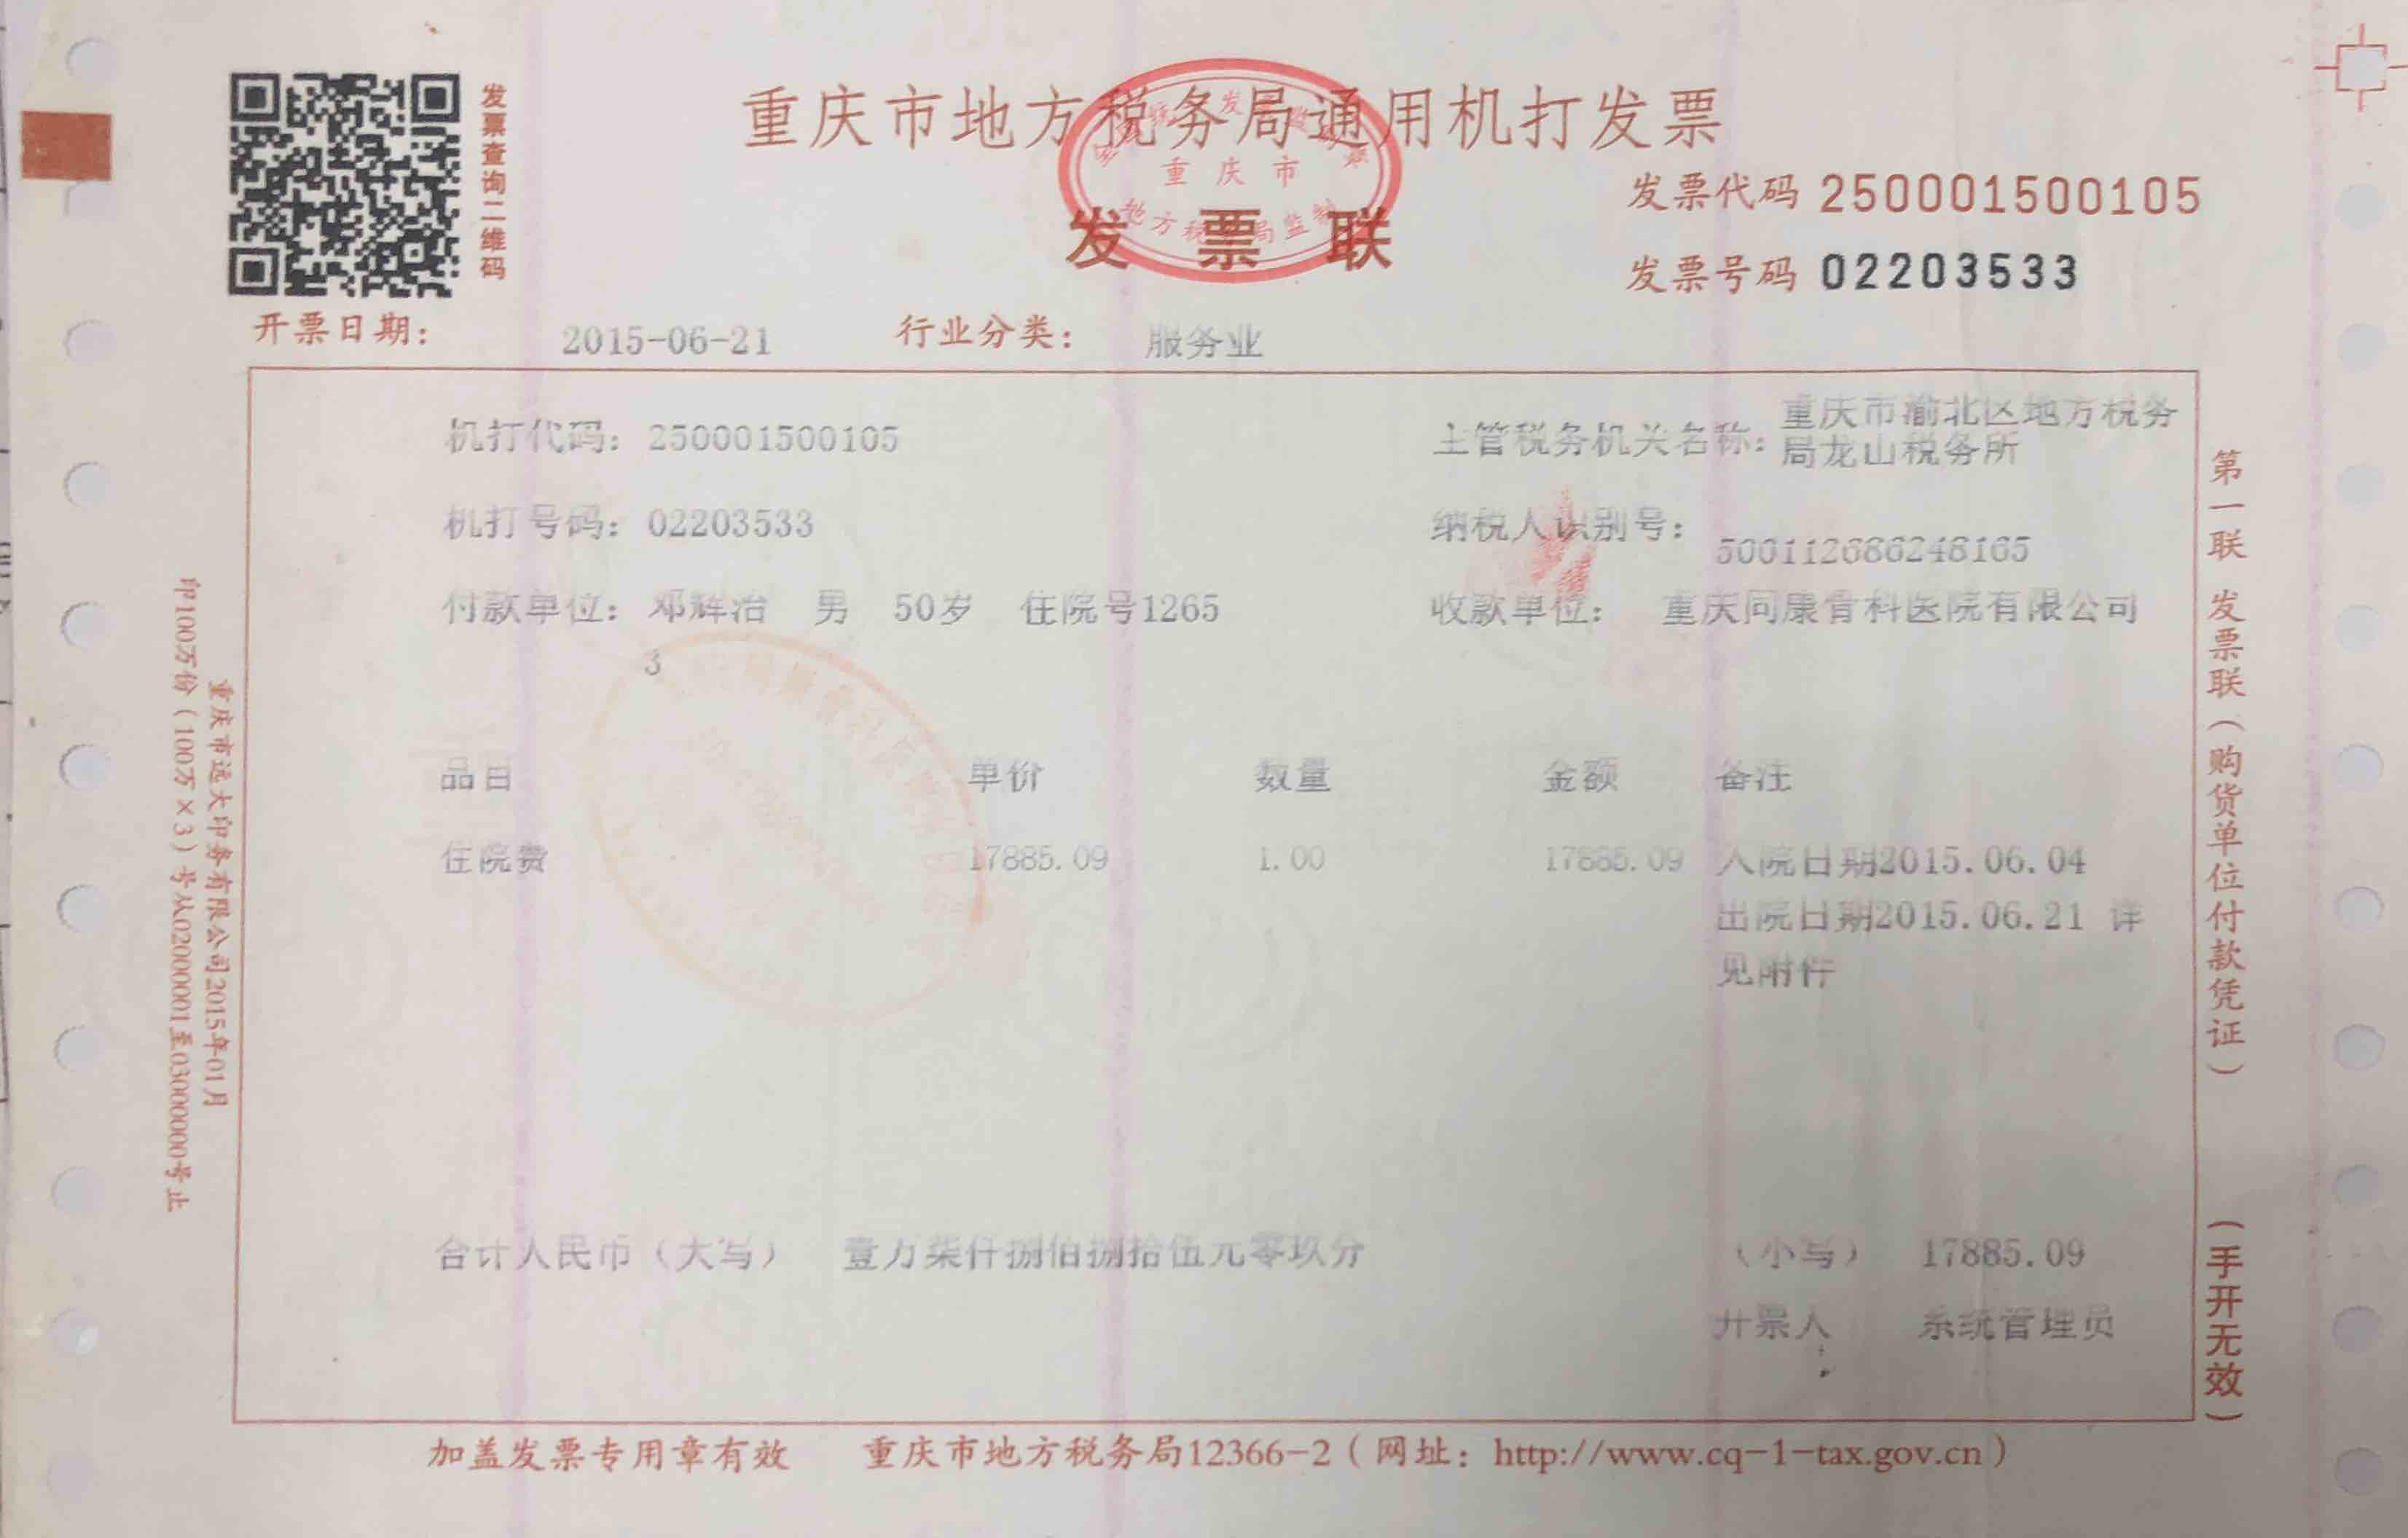 重庆市地方税务局通用机打发票
发票联
发票查询二维码
重庆市
地方税务局监制
发票代码 250001500105
发票号码 02203533
开票日期: 2015-06-21 行业分类: 服务业
机打代码: 250001500105
主管税务机关名称: 重庆市渝北区地方税务
局龙山税务所
机打号码: 02203533
纳税人识别号: 500112686248165
付款单位: 邓辉治 男 50岁 住院号1265
3
收款单位: 重庆同康骨科医院有限公司
品目 单价 数量 金额 备注
住院费 17885.09 1.00 17885.09 入院日期2015.06.04
出院日期2015.06.21 详
见附件
合计人民币（大写） 壹万柒仟捌佰捌拾伍元零玖分 （小写） 17885.09
开票人 系统管理员
加盖发票专用章有效 重庆市地方税务局12366-2（网址: http://www.cq-1-tax.gov.cn）
第一联 发票联（购货单位付款凭证）
（手开无效）
重庆市远大印务有限公司2015年01月
印100万份（100万×3）号从02000001至03000000号止